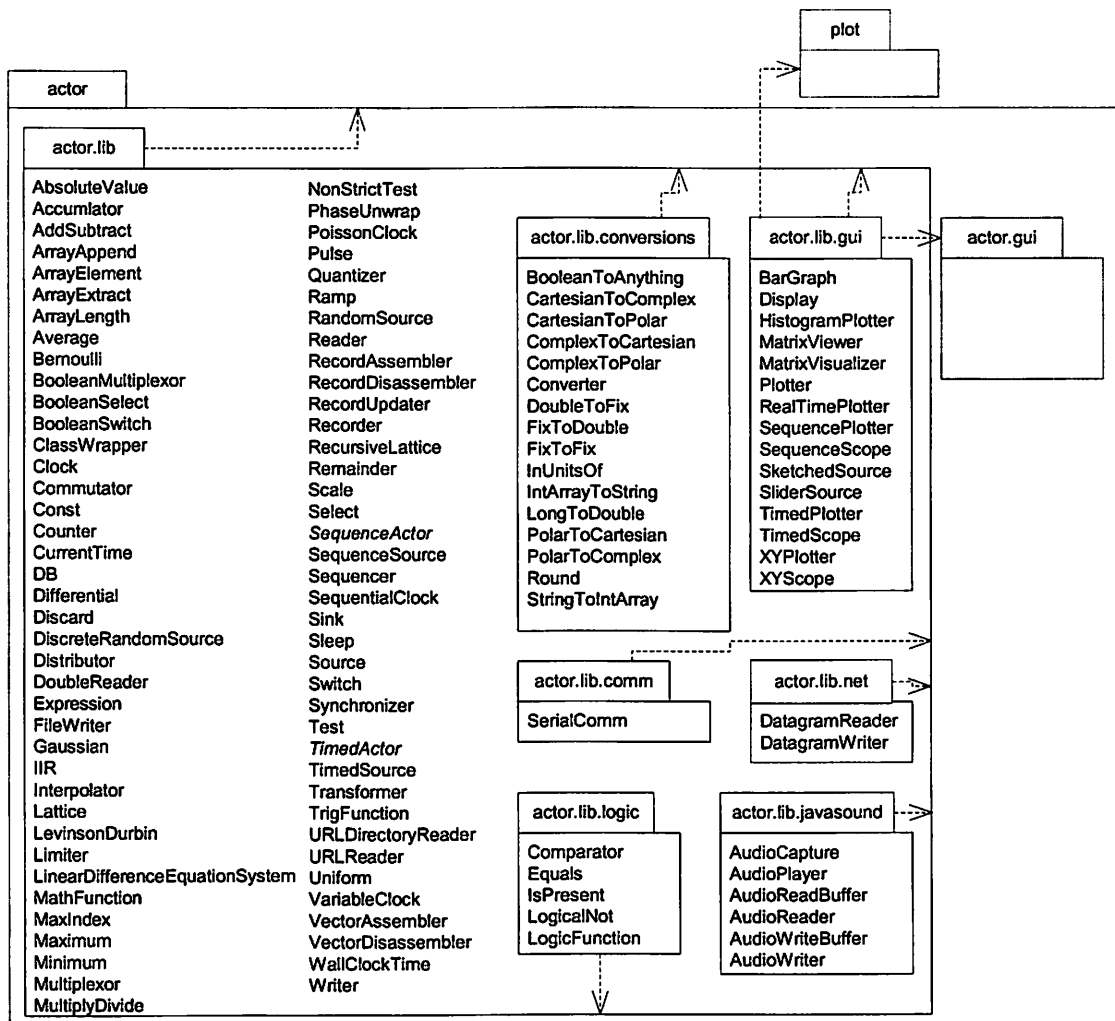 plot
actor
actor.lib
AbsoluteValue
Accumlator
AddSubtract
ArrayAppend
ArrayElement
ArrayExtract
ArrayLength
Average
Bernoulli
BooleanMultiplexor
BooleanSelect
BooleanSwitch
ClassWrapper
Clock
Commutator
Const
Counter
CurrentTime
DB
Differential
Discard
DiscreteRandomSource
Distributor
DoubleReader
Expression
FileWriter
Gaussian
IIR
Interpolator
Lattice
LevinsonDurbin
Limiter
LinearDifferenceEquationSystem
MathFunction
MaxIndex
Maximum
Minimum
Multiplexor
MultiplyDivide
NonStrictTest
PhaseUnwrap
PoissonClock
Pulse
Quantizer
Ramp
RandomSource
Reader
RecordAssembler
RecordDisassembler
RecordUpdater
Recorder
RecursiveLattice
Remainder
Scale
Select
SequenceActor
SequenceSource
Sequencer
SequentialClock
Sink
Sleep
Source
Switch
Synchronizer
Test
TimedActor
TimedSource
Transformer
TrigFunction
URLDirectoryReader
URLReader
Uniform
VariableClock
VectorAssembler
VectorDisassembler
WallClockTime
Writer
actor.lib.conversions
BooleanToAnything
CartesianToComplex
CartesianToPolar
ComplexToCartesian
ComplexToPolar
Converter
DoubleToFix
FixToDouble
FixToFix
InUnitsOf
IntArrayToString
LongToDouble
PolarToCartesian
PolarToComplex
Round
StringToIntArray
actor.lib.gui
BarGraph
Display
HistogramPlotter
MatrixViewer
MatrixVisualizer
Plotter
RealTimePlotter
SequencePlotter
SequenceScope
SketchedSource
SliderSource
TimedPlotter
TimedScope
XYPlotter
XYScope
actor.gui
actor.lib.comm
SerialComm
actor.lib.net
DatagramReader
DatagramWriter
actor.lib.logic
Comparator
Equals
IsPresent
LogicalNot
LogicFunction
actor.lib.javasound
AudioCapture
AudioPlayer
AudioReadBuffer
AudioReader
AudioWriteBuffer
AudioWriter